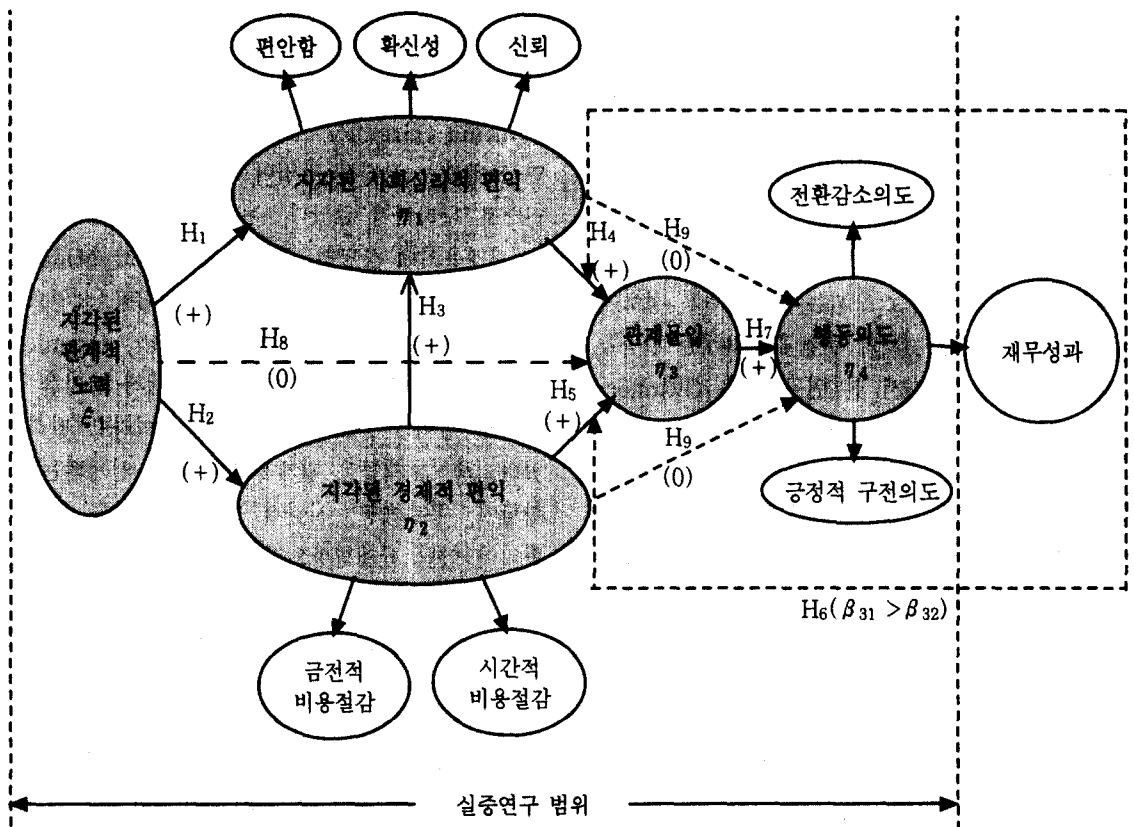 편안함
확신성
신뢰
지각된 사회심리적 편익
η1
전환감소의도
H1
(+)
H4
(+)
H9
(0)
H3
(+)
지각된
관계적
노력
ξ1
H8
(0)
관계몰입
η3
H7
(+)
행동의도
η4
재무성과
H2
(+)
H5
(+)
H9
(0)
지각된 경제적 편익
η2
긍정적 구전의도
H6(β31 >β32)
금전적
비용절감
시간적
비용절감
실증연구 범위